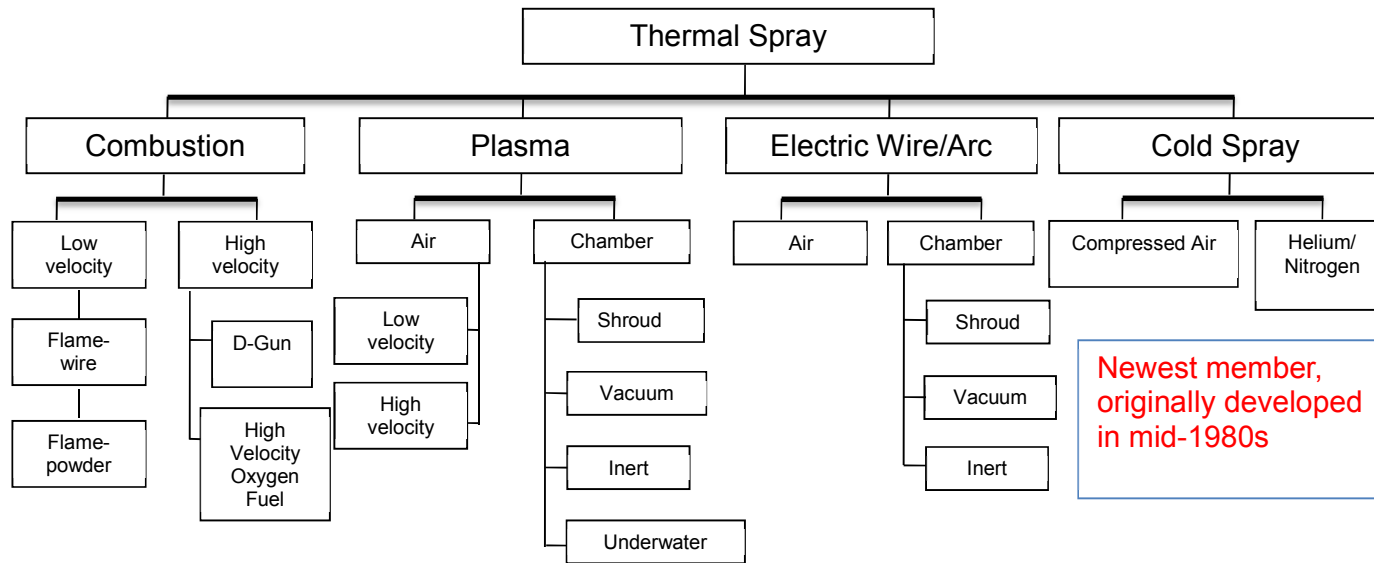 Thermal Spray
Combustion
Plasma
Electric Wire/Arc
Cold Spray
Low
velocity
High
velocity
Air
Chamber
Air
Chamber
Compressed Air
Helium/
Nitrogen
Flame-
wire
Flame-
powder
D-Gun
High
Velocity
Oxygen
Fuel
Low
velocity
High
velocity
Shroud
Vacuum
Inert
Underwater
Shroud
Vacuum
Inert
Newest member,
originally developed
in mid-1980s